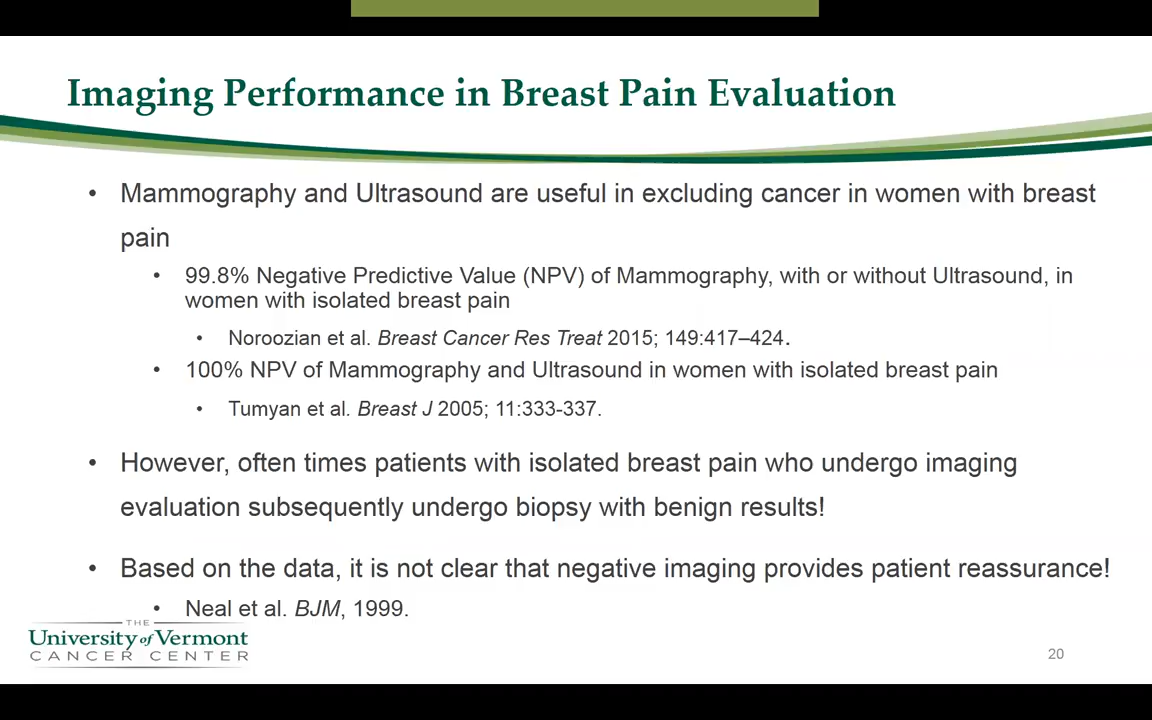 Imaging Performance in Breast Pain Evaluation
• Mammography and Ultrasound are useful in excluding cancer in women with breast
pain
• 99.8% Negative Predictive Value (NPV) of Mammography, with or without Ultrasound, in
women with isolated breast pain
• Noroozian et al. Breast Cancer Res Treat 2015; 149:417–424.
• 100% NPV of Mammography and Ultrasound in women with isolated breast pain
• Tumyan et al. Breast J 2005; 11:333-337.
• However, often times patients with isolated breast pain who undergo imaging
evaluation subsequently undergo biopsy with benign results!
• Based on the data, it is not clear that negative imaging provides patient reassurance!
• Neal et al. BJM, 1999.
THE
University of Vermont
CANCER CENTER
20